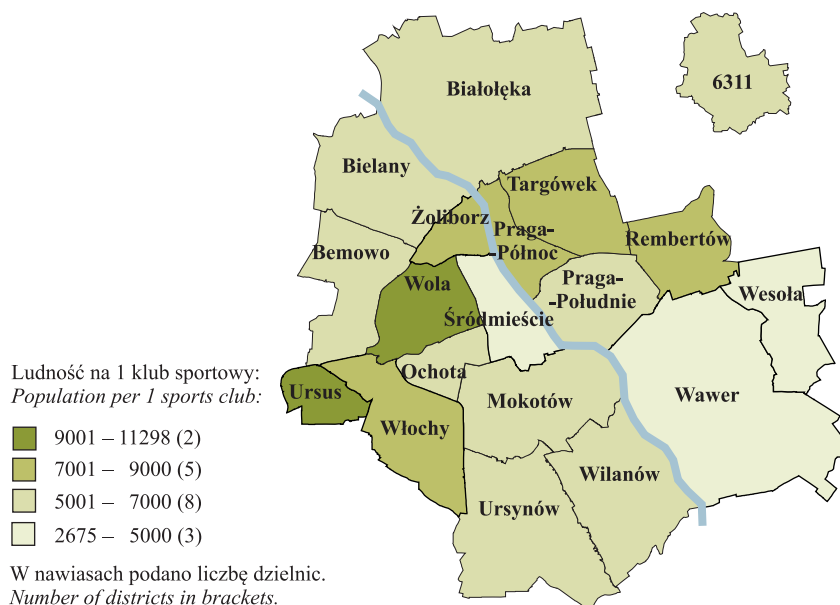 Białołęka
6311
Bielany
Targówek
Żoliborz
Praga-
-Północ
Rembertów
Bemowo
Wola
Praga-
-Południe
Wesoła
Śródmieście
Ludność na 1 klub sportowy:
Population per 1 sports club:
Ochota
Ursus
Mokotów
Wawer
Włochy
9001 – 11298 (2)
7001 – 9000 (5)
5001 – 7000 (8)
2675 – 5000 (3)
Wilanów
Ursynów
W nawiasach podano liczbę dzielnic.
Number of districts in brackets.